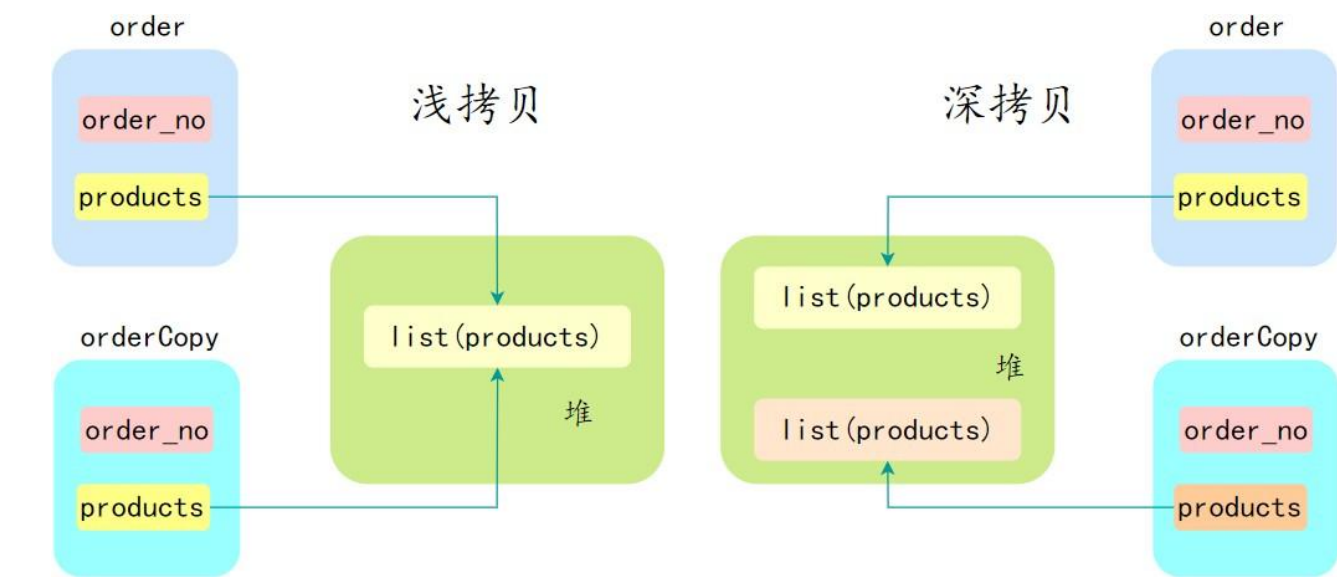 order
浅拷贝
order_no
products
list(products)
堆
orderCopy
order_no
products
order
深拷贝
order_no
products
list(products)
堆
list(products)
orderCopy
order_no
products